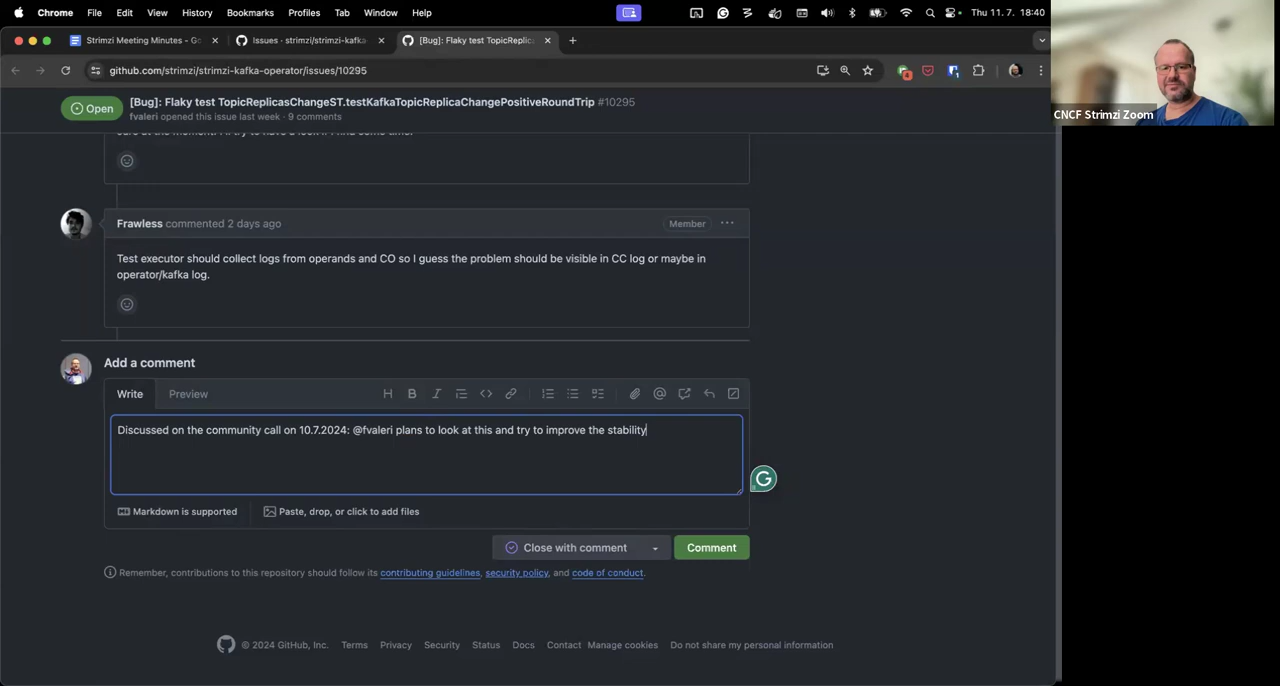 Chrome File Edit View History Bookmarks Profiles Tab Window Help Thu 11. 7. 18:40
Strimzi Meeting Minutes - Go Issues · strimzi/strimzi-kafka- [Bug]: Flaky test TopicReplic
github.com/strimzi/strimzi-kafka-operator/issues/10295
Open [Bug]: Flaky test TopicReplicasChangeST.testKafkaTopicReplicaChangePositiveRoundTrip #10295
fvaleri opened this issue last week · 9 comments
CNCF Strimzi Zoom
Frawless commented 2 days ago Member
Test executor should collect logs from operands and CO so I guess the problem should be visible in CC log or maybe in
operator/kafka log.
Add a comment
Write Preview
Discussed on the community call on 10.7.2024: @fvaleri plans to look at this and try to improve the stability
Markdown is supported Paste, drop, or click to add files
Close with comment Comment
Remember, contributions to this repository should follow its contributing guidelines, security policy, and code of conduct.
© 2024 GitHub, Inc. Terms Privacy Security Status Docs Contact Manage cookies Do not share my personal information